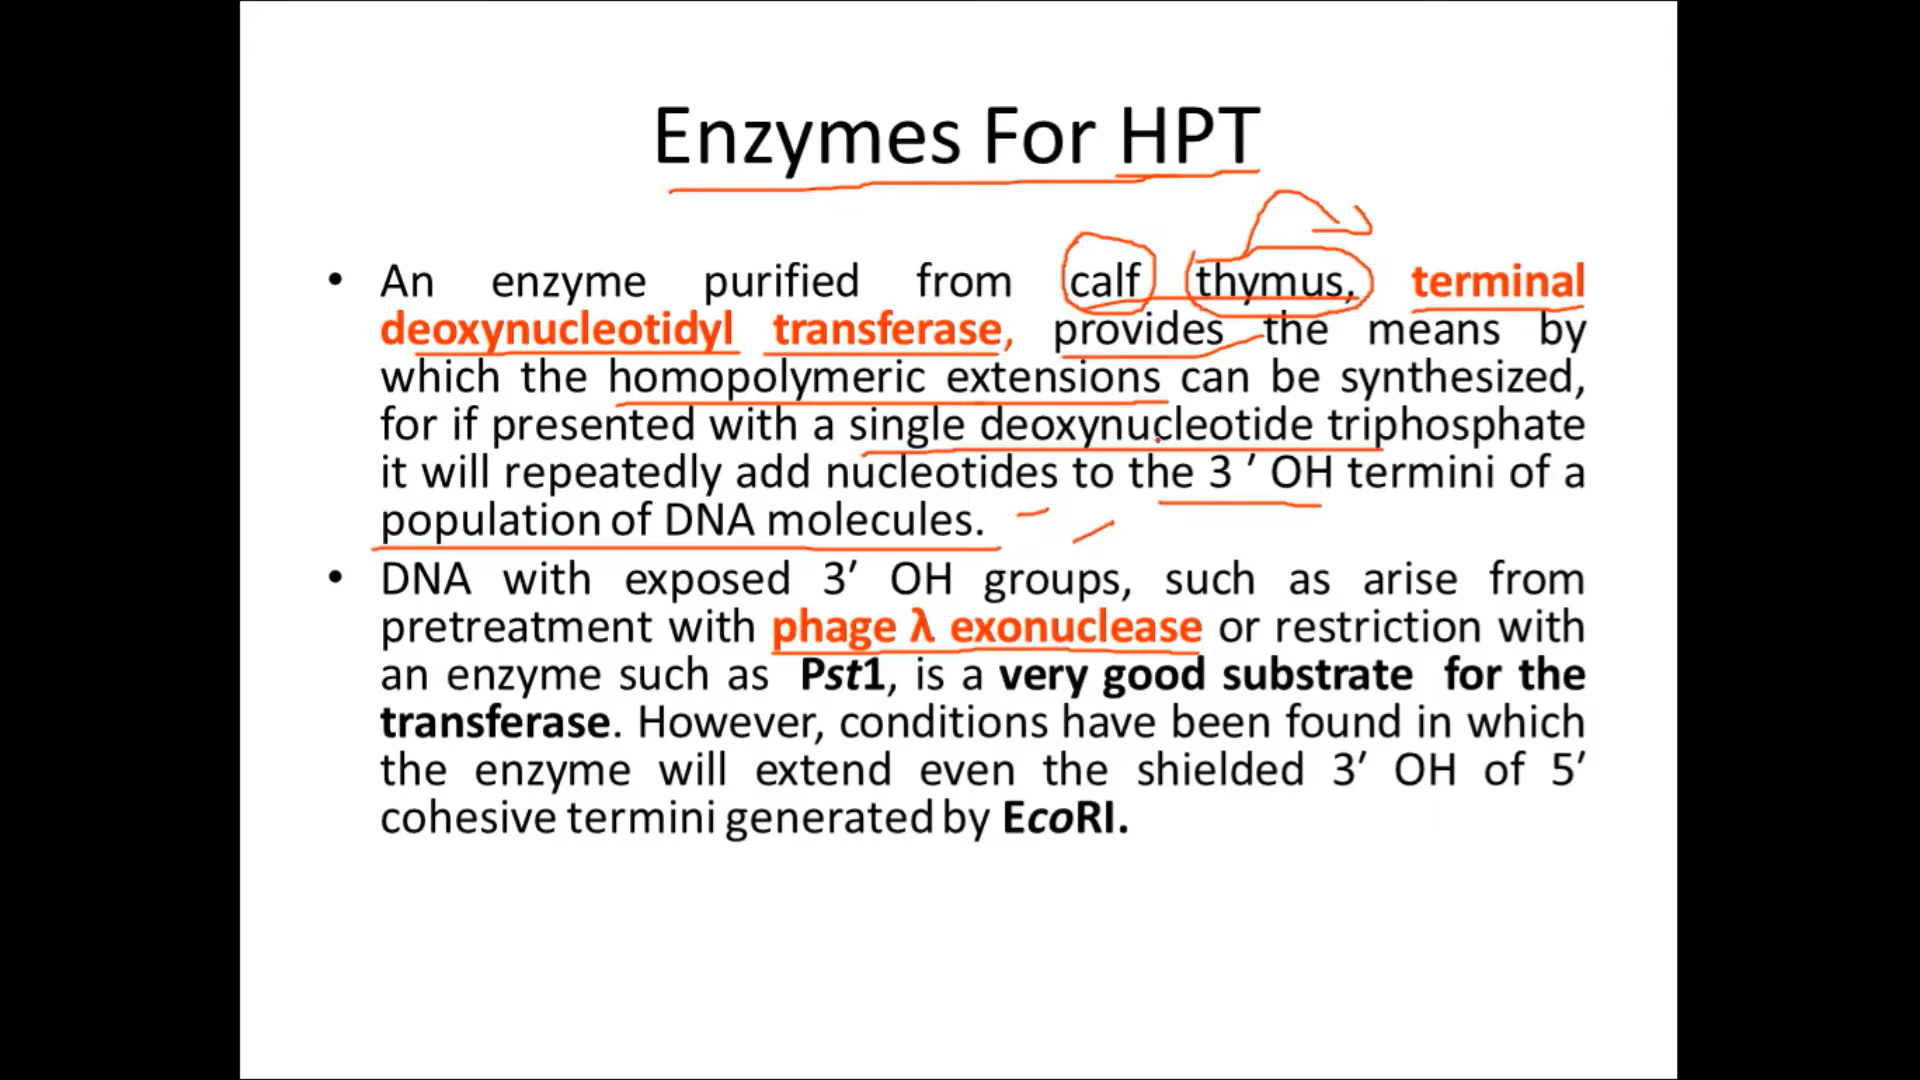 Enzymes For HPT
• An enzyme purified from calf thymus, terminal
deoxynucleotidyl transferase, provides the means by
which the homopolymeric extensions can be synthesized,
for if presented with a single deoxynucleotide triphosphate
it will repeatedly add nucleotides to the 3 ′ OH termini of a
population of DNA molecules.
• DNA with exposed 3′ OH groups, such as arise from
pretreatment with phage λ exonuclease or restriction with
an enzyme such as Pst1, is a very good substrate for the
transferase. However, conditions have been found in which
the enzyme will extend even the shielded 3′ OH of 5′
cohesive termini generated by EcoRI.